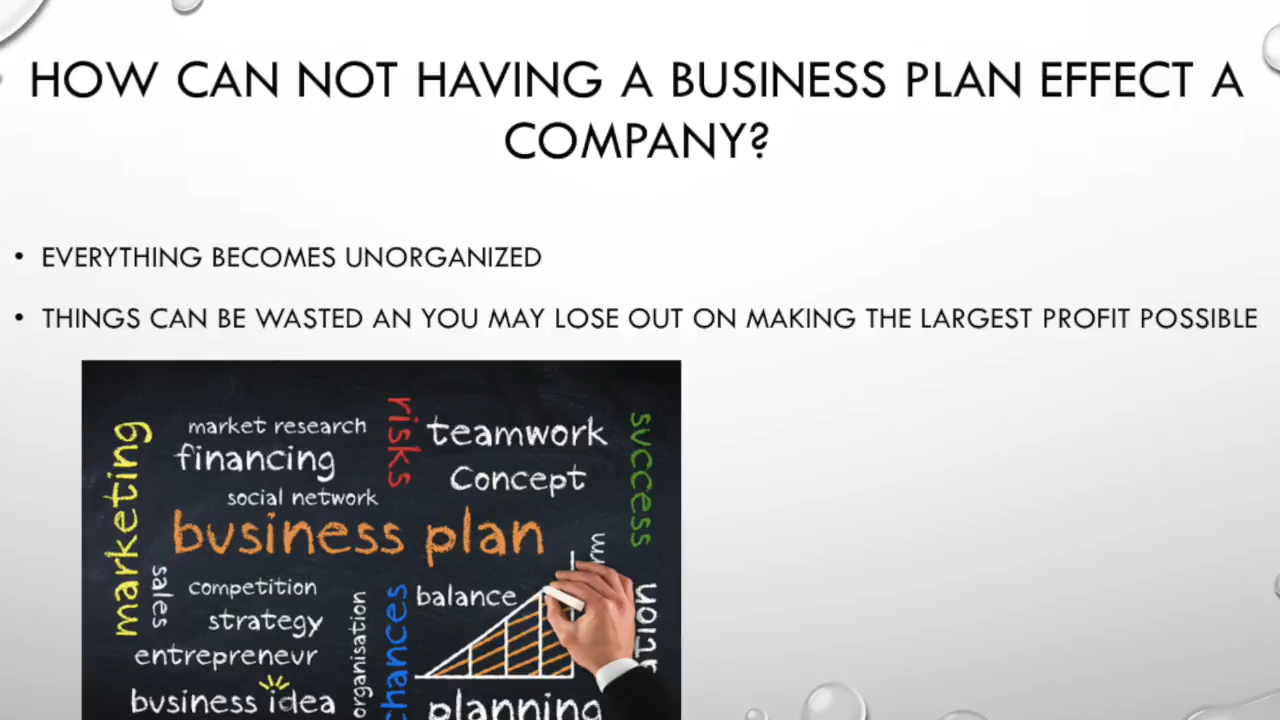 HOW CAN NOT HAVING A BUSINESS PLAN EFFECT A
COMPANY?
• EVERYTHING BECOMES UNORGANIZED
• THINGS CAN BE WASTED AN YOU MAY LOSE OUT ON MAKING THE LARGEST PROFIT POSSIBLE
marketing
market research
financing
social network
risks
teamwork
Concept
success
business plan
sales
competition
strategy
entrepreneur
business idea
organisation
chances
balance
planning